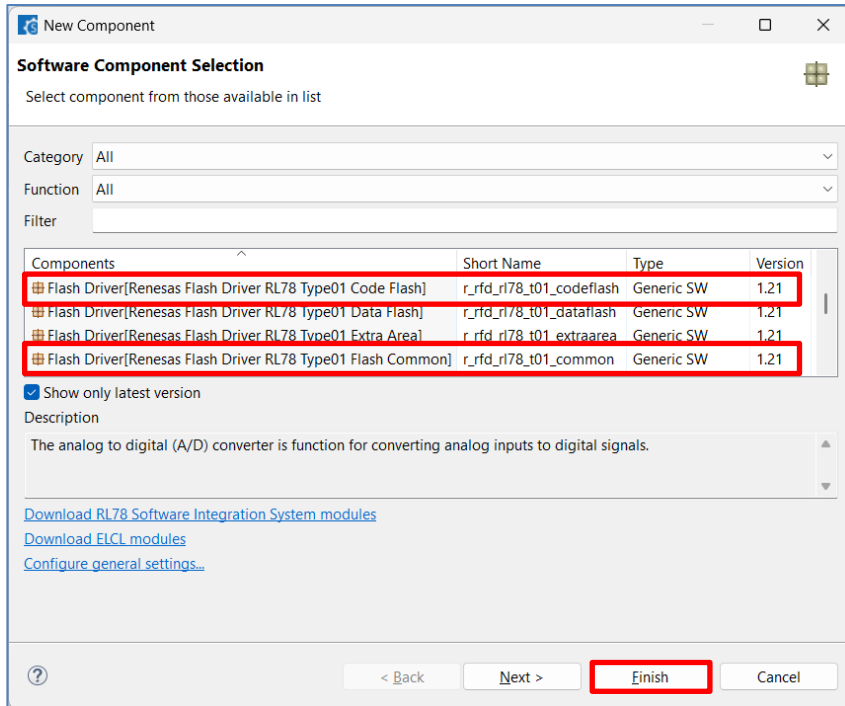 New Component
Software Component Selection
Select component from those available in list
Category All
Function All
Filter
Components Short Name Type Version
Flash Driver[Renesas Flash Driver RL78 Type01 Code Flash] r_rfd_rl78_t01_codeflash Generic SW 1.21
Flash Driver[Renesas Flash Driver RL78 Type01 Data Flash] r_rfd_rl78_t01_dataflash Generic SW 1.21
Flash Driver[Renesas Flash Driver RL78 Type01 Extra Area] r_rfd_rl78_t01_extraarea Generic SW 1.21
Flash Driver[Renesas Flash Driver RL78 Type01 Flash Common] r_rfd_rl78_t01_common Generic SW 1.21
Show only latest version
Description
The analog to digital (A/D) converter is function for converting analog inputs to digital signals.
Download RL78 Software Integration System modules
Download ELCL modules
Configure general settings...
? < Back Next > Finish Cancel